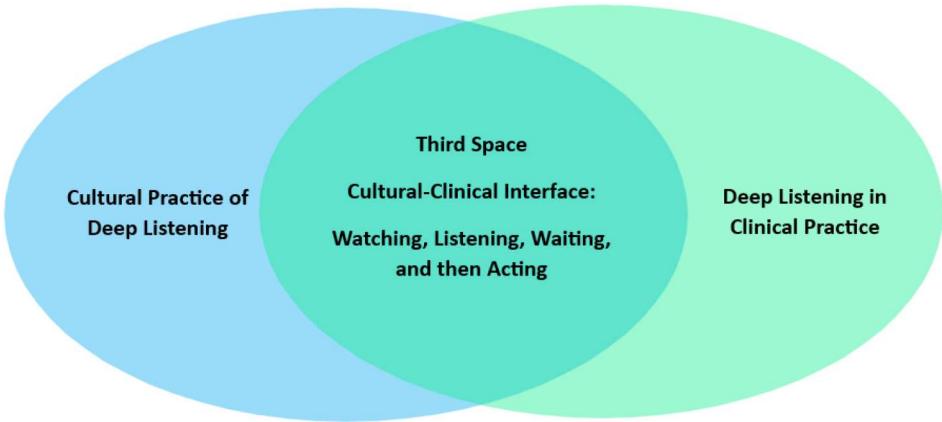 Cultural Practice of
Deep Listening
Third Space
Cultural-Clinical Interface:
Watching, Listening, Waiting,
and then Acting
Deep Listening in
Clinical Practice